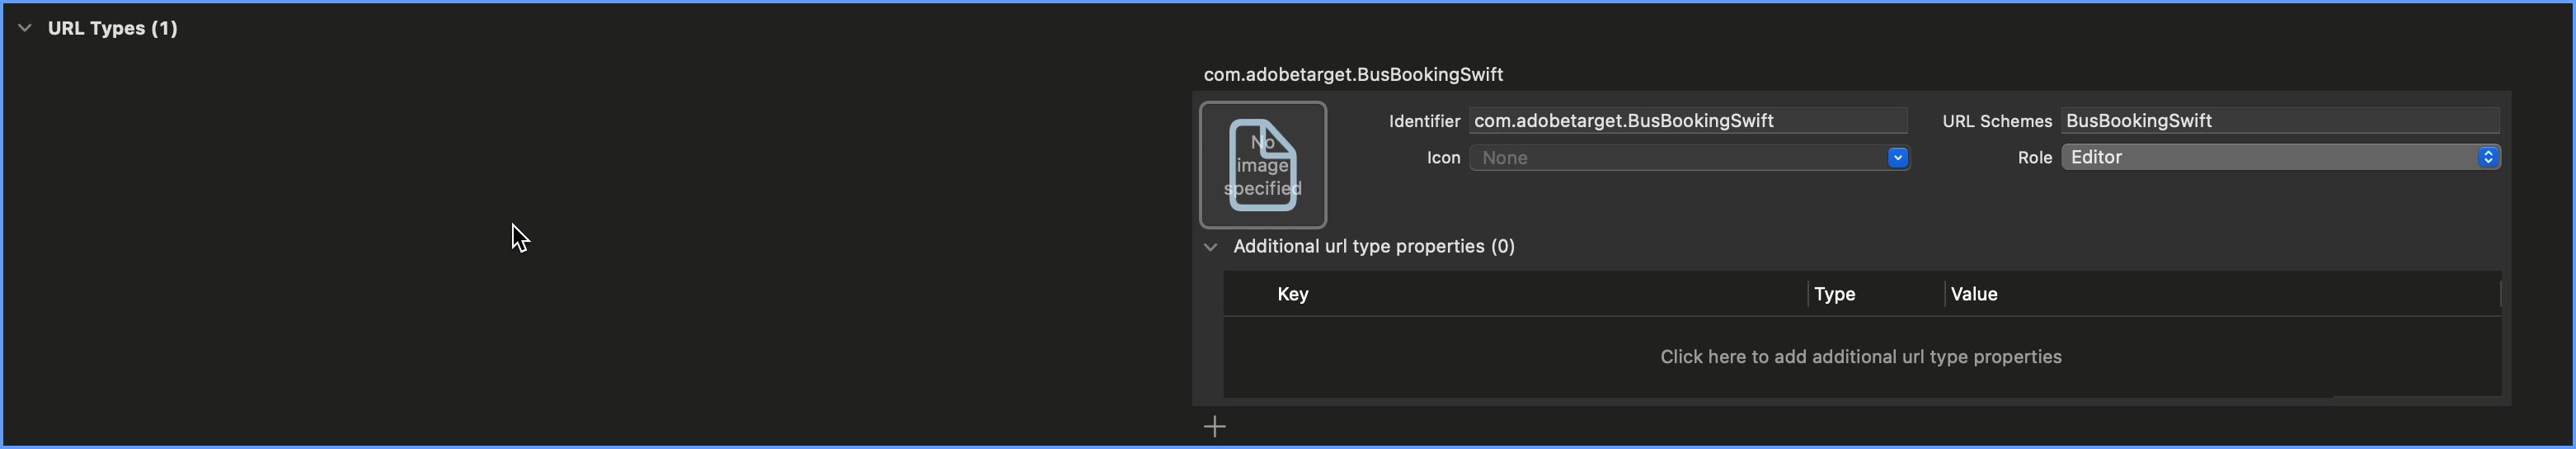 URL Types (1)
com.adobetarget.BusBookingSwift
No
image
specified
Identifier com.adobetarget.BusBookingSwift URL Schemes BusBookingSwift
Icon None Role Editor
Additional url type properties (0)
Key Type Value
Click here to add additional url type properties